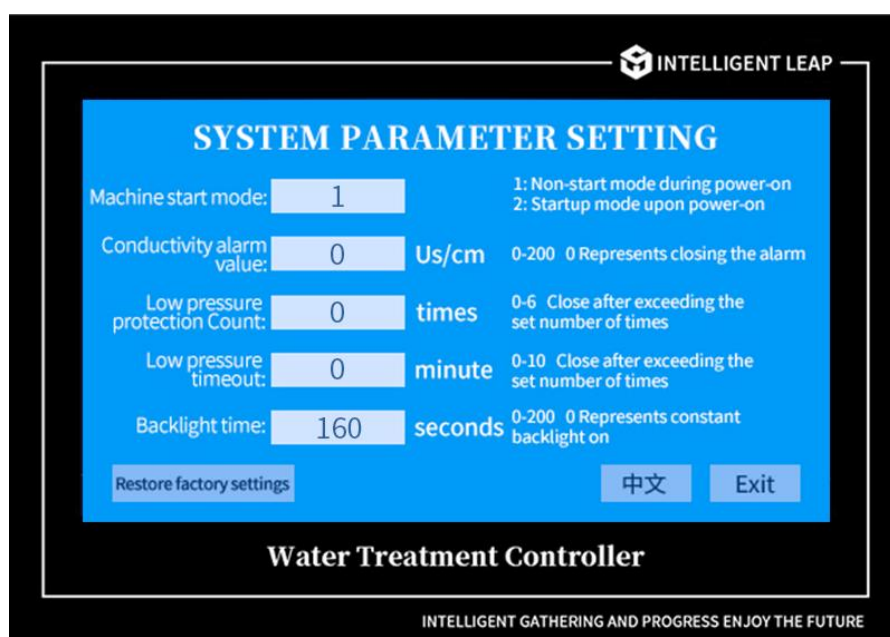 INTELLIGENT LEAP
SYSTEM PARAMETER SETTING
Machine start mode: 1 1: Non-start mode during power-on
2: Startup mode upon power-on
Conductivity alarm
value: 0 Us/cm 0-200 0 Represents closing the alarm
Low pressure
protection Count: 0 times 0-6 Close after exceeding the
set number of times
Low pressure
timeout: 0 minute 0-10 Close after exceeding the
set number of times
Backlight time: 160 seconds 0-200 0 Represents constant
backlight on
Restore factory settings 中文 Exit
Water Treatment Controller
INTELLIGENT GATHERING AND PROGRESS ENJOY THE FUTURE